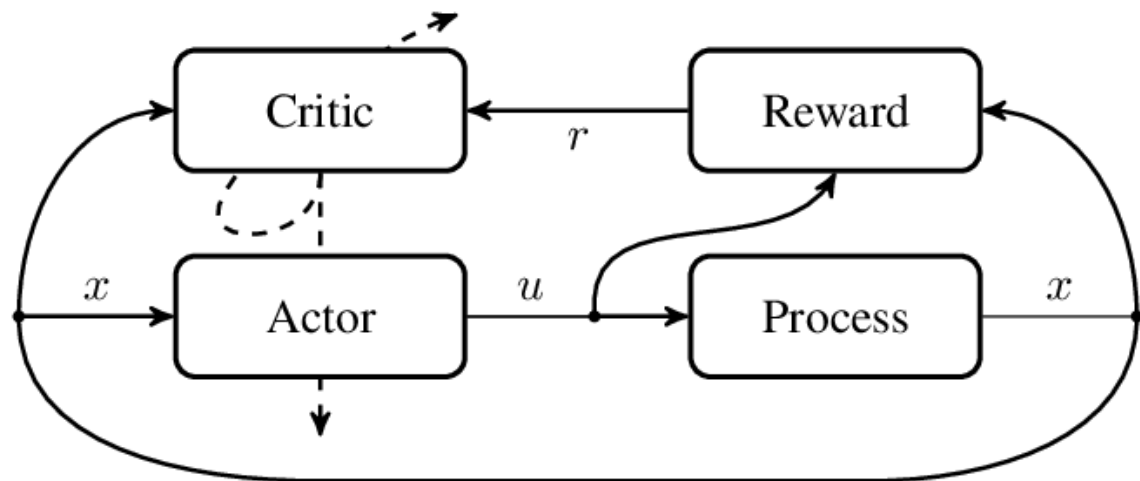 Critic
Reward
r
x
Actor
u
Process
x